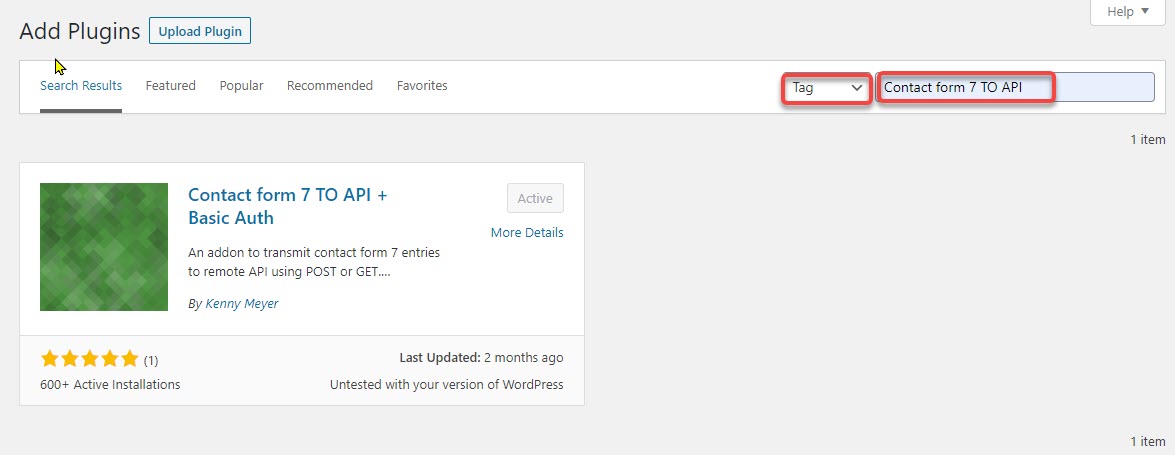 Help
Add Plugins
Upload Plugin
Search Results
Featured
Popular
Recommended
Favorites
Tag
Contact form 7 TO API
1 item
Contact form 7 TO API +
Basic Auth
Active
More Details
An addon to transmit contact form 7 entries
to remote API using POST or GET....
By Kenny Meyer
(1)
Last Updated: 2 months ago
600+ Active Installations
Untested with your version of WordPress
1 item